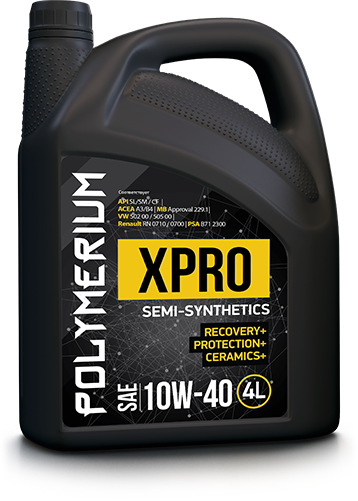 POLYMERIUM
Соответствует
API SL/SM / CF |
ACEA A3/B4 | MB Approval 229.1 |
VW 502 00 / 505 00 |
Renault RN 0710 / 0700 | PSA B71 2300
XPRO
SEMI-SYNTHETICS
RECOVERY+
PROTECTION+
CERAMICS+
SAE 10W-40 4L